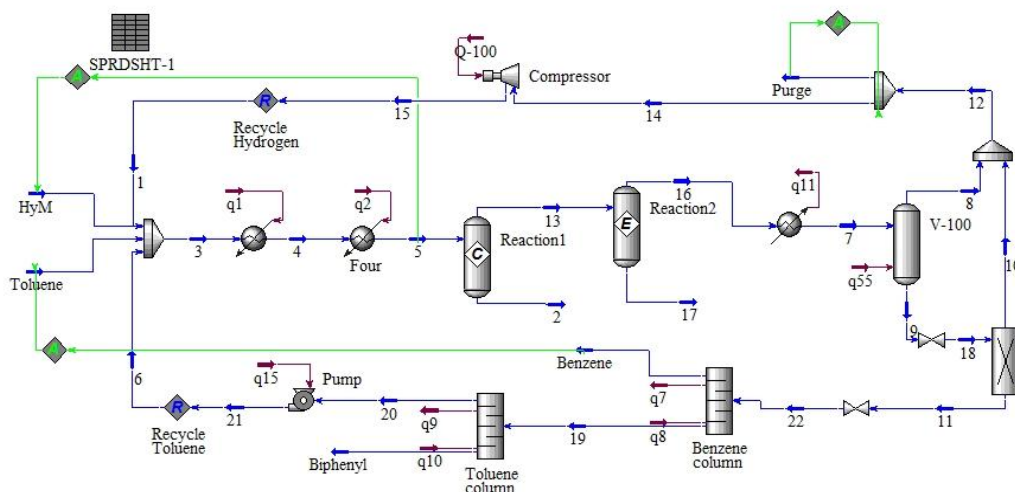 SPRDSHT-1
A
A
Q-100
Compressor
Purge
12
14
15
R
Recycle
Hydrogen
1
HyM
q1
q2
13
16
Reaction2
q11
8
V-100
10
3
4
Four
5
C
Reaction1
E
7
Toluene
2
17
q55
9
18
6
A
q15
Pump
Benzene
q7
q9
20
R
21
Recycle
Toluene
q10
Biphenyl
Toluene
column
19
q8
Benzene
column
22
11